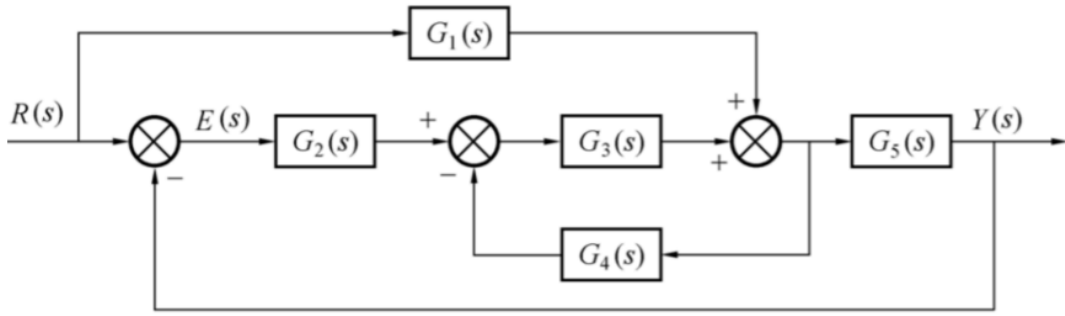 G₁(s)
R(s)
E(s)
G₂(s)
+
−
G₃(s)
+
+
G₅(s)
Y(s)
−
G₄(s)